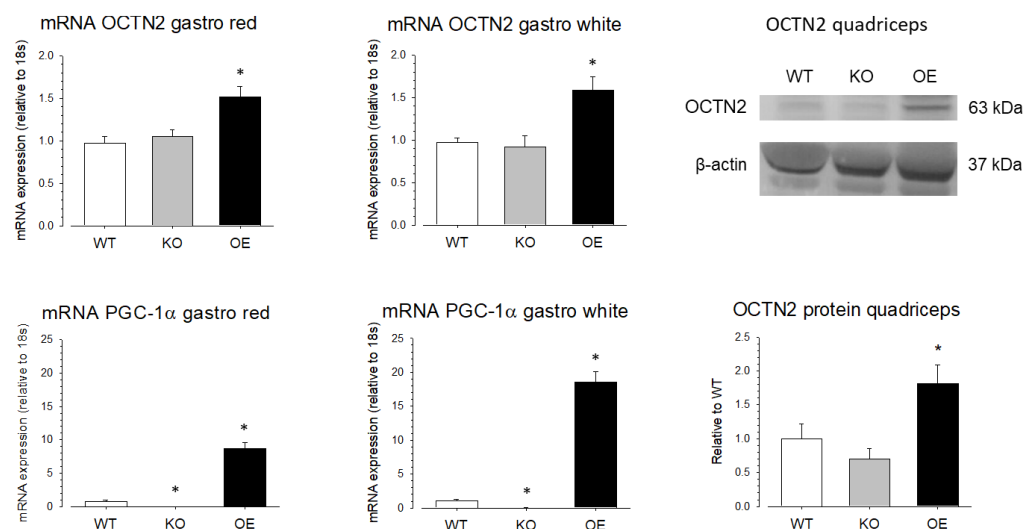 mRNA OCTN2 gastro red
mRNA expression (relative to 18s)
2.0
1.5
1.0
0.5
0.0
*
WT KO OE
mRNA OCTN2 gastro white
mRNA expression (relative to 18s)
2.0
1.5
1.0
0.5
0.0
*
WT KO OE
OCTN2 quadriceps
WT KO OE
OCTN2 63 kDa
β-actin 37 kDa
mRNA PGC-1α gastro red
mRNA expression (relative to 18s)
25
20
15
10
5
0
* *
WT KO OE
mRNA PGC-1α gastro white
mRNA expression (relative to 18s)
25
20
15
10
5
0
* *
WT KO OE
OCTN2 protein quadriceps
Relative to WT
2.5
2.0
1.5
1.0
0.5
0.0
*
WT KO OE